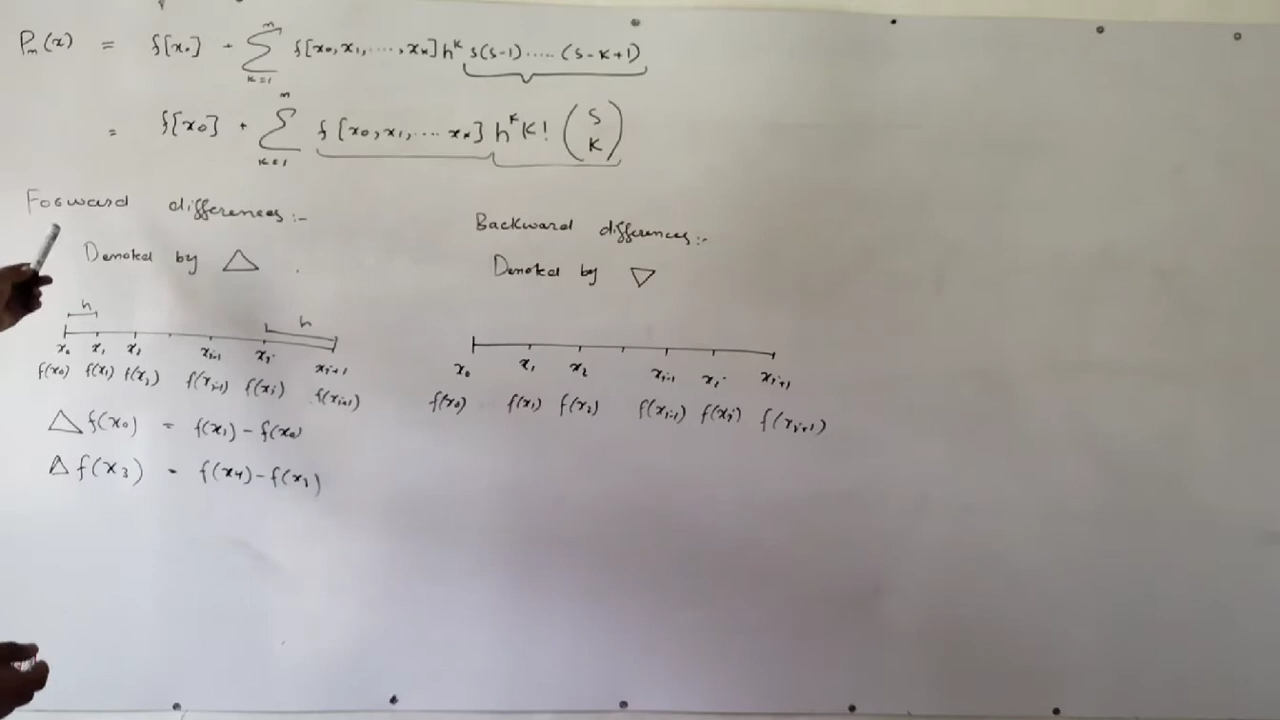 Pn(x) = f[x0] + Σ_{k=1}^{n} f[x0, x1, ....., xk] h^k s(s-1).....(s-k+1)
= f[x0] + Σ_{k=1}^{n} f[x0, x1, .... xk] h^k k! (s k)
Forward differences:-
Denoted by △
h h
x0 x1 x2 xi-1 xi xi+1
f(x0) f(x1) f(x2) f(xi-1) f(xi) f(xi+1)
△f(x0) = f(x1) - f(x0)
△f(x3) = f(x4) - f(x3)
Backward differences:-
Denoted by ▽
x0 x1 x2 xi-1 xi xi+1
f(x0) f(x1) f(x2) f(xi-1) f(xi) f(xi+1)